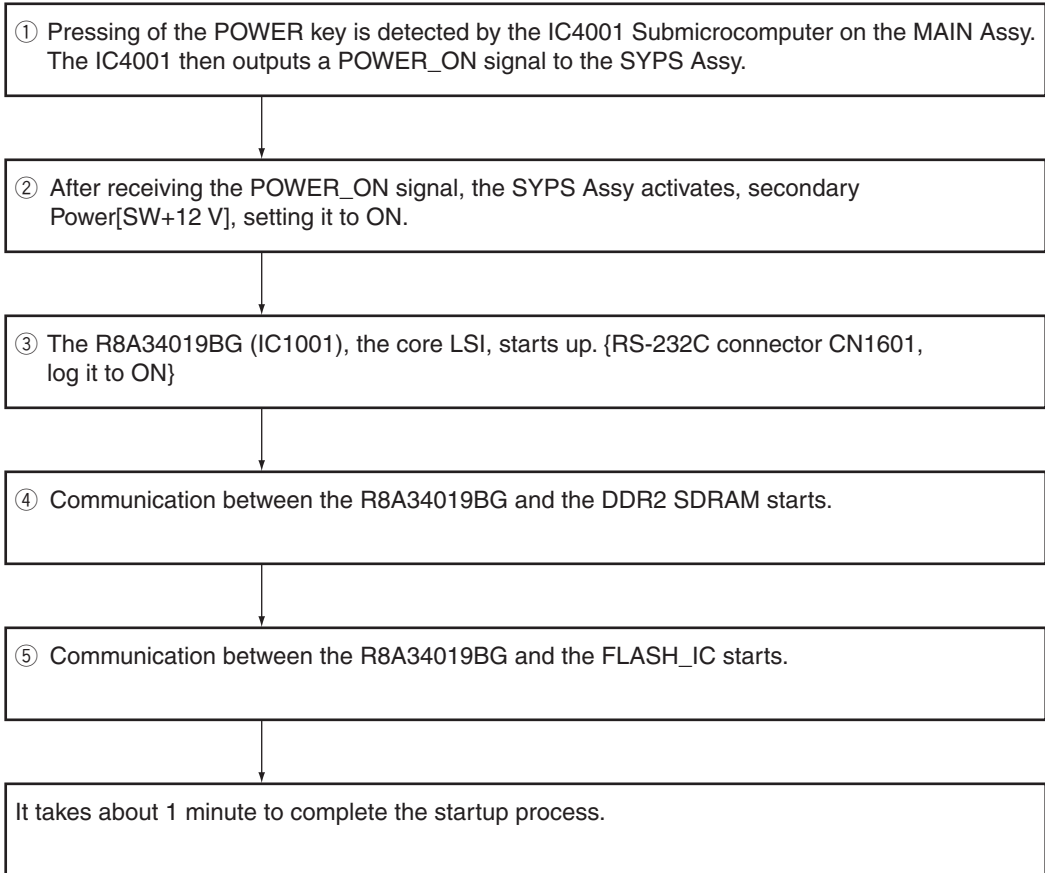 ① Pressing of the POWER key is detected by the IC4001 Submicrocomputer on the MAIN Assy.
The IC4001 then outputs a POWER_ON signal to the SYPS Assy.
② After receiving the POWER_ON signal, the SYPS Assy activates, secondary
Power[SW+12 V], setting it to ON.
③ The R8A34019BG (IC1001), the core LSI, starts up. {RS-232C connector CN1601,
log it to ON}
④ Communication between the R8A34019BG and the DDR2 SDRAM starts.
⑤ Communication between the R8A34019BG and the FLASH_IC starts.
It takes about 1 minute to complete the startup process.